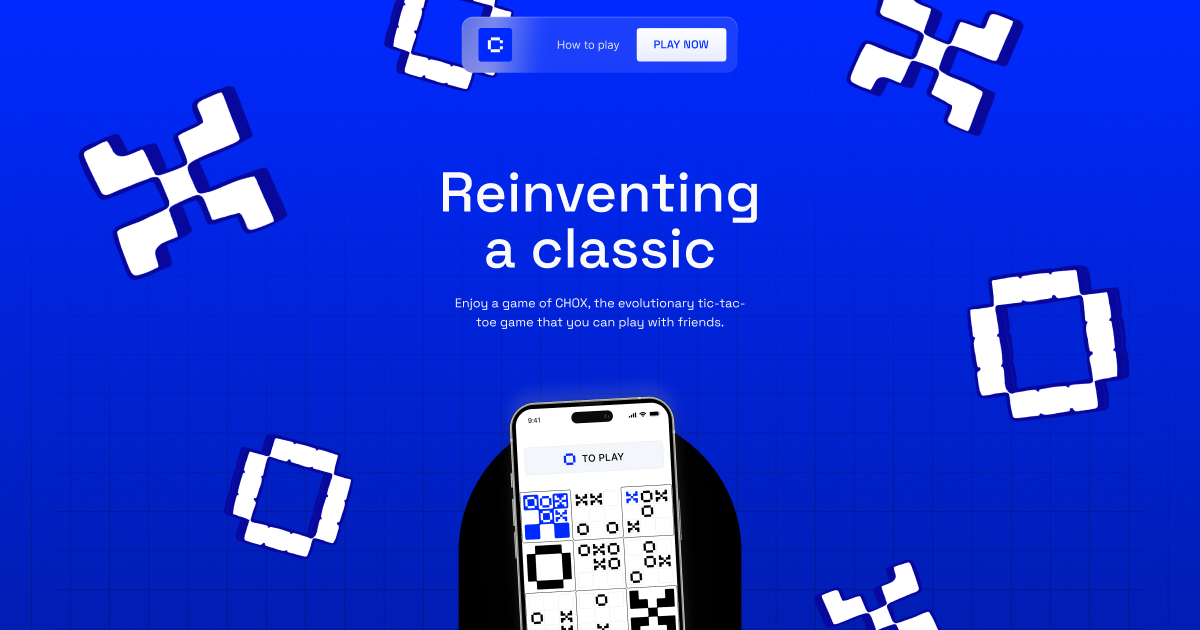 How to play
PLAY NOW
Reinventing
a classic
Enjoy a game of CHOX, the evolutionary tic-tac-
toe game that you can play with friends.
9:41
TO PLAY